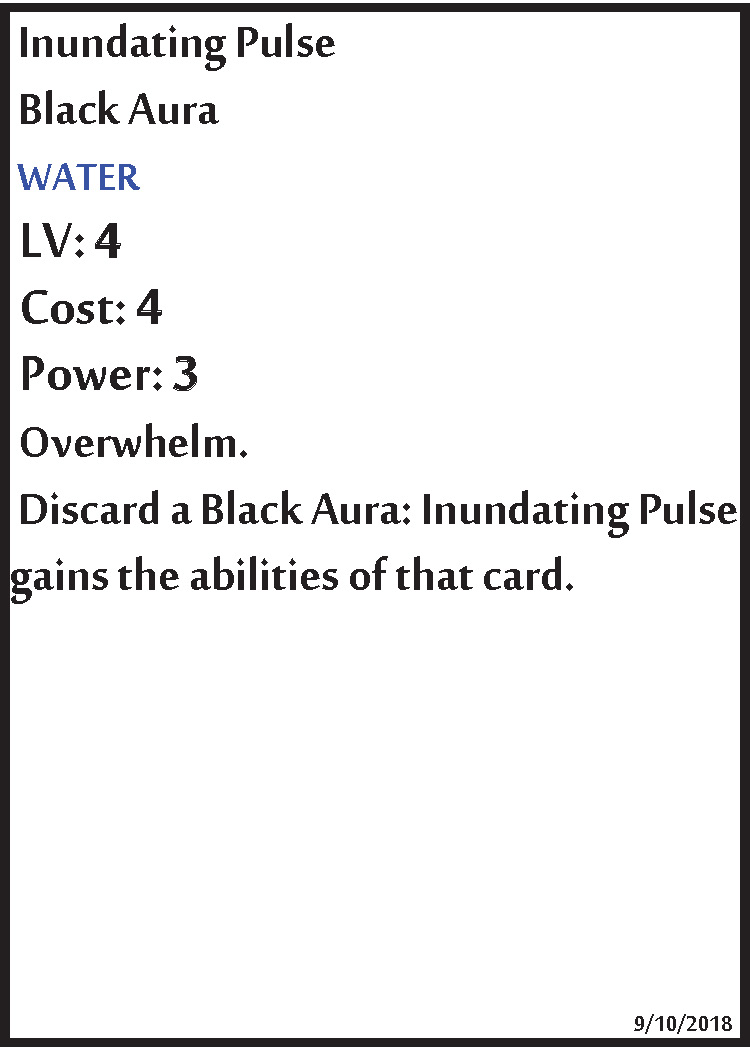 Inundating Pulse
Black Aura
WATER
LV: 4
Cost: 4
Power: 3
Overwhelm.
Discard a Black Aura: Inundating Pulse
gains the abilities of that card.
9/10/2018